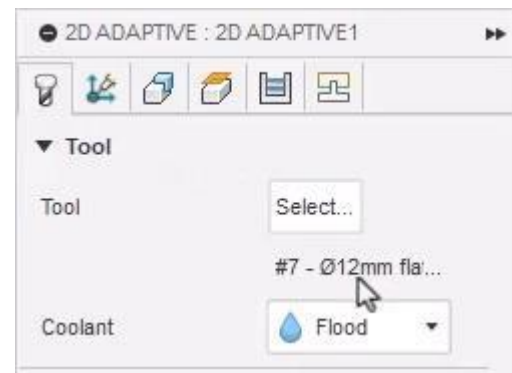 2D ADAPTIVE : 2D ADAPTIVE1
Tool
Tool Select...
#7 - Ø12mm fla...
Coolant Flood